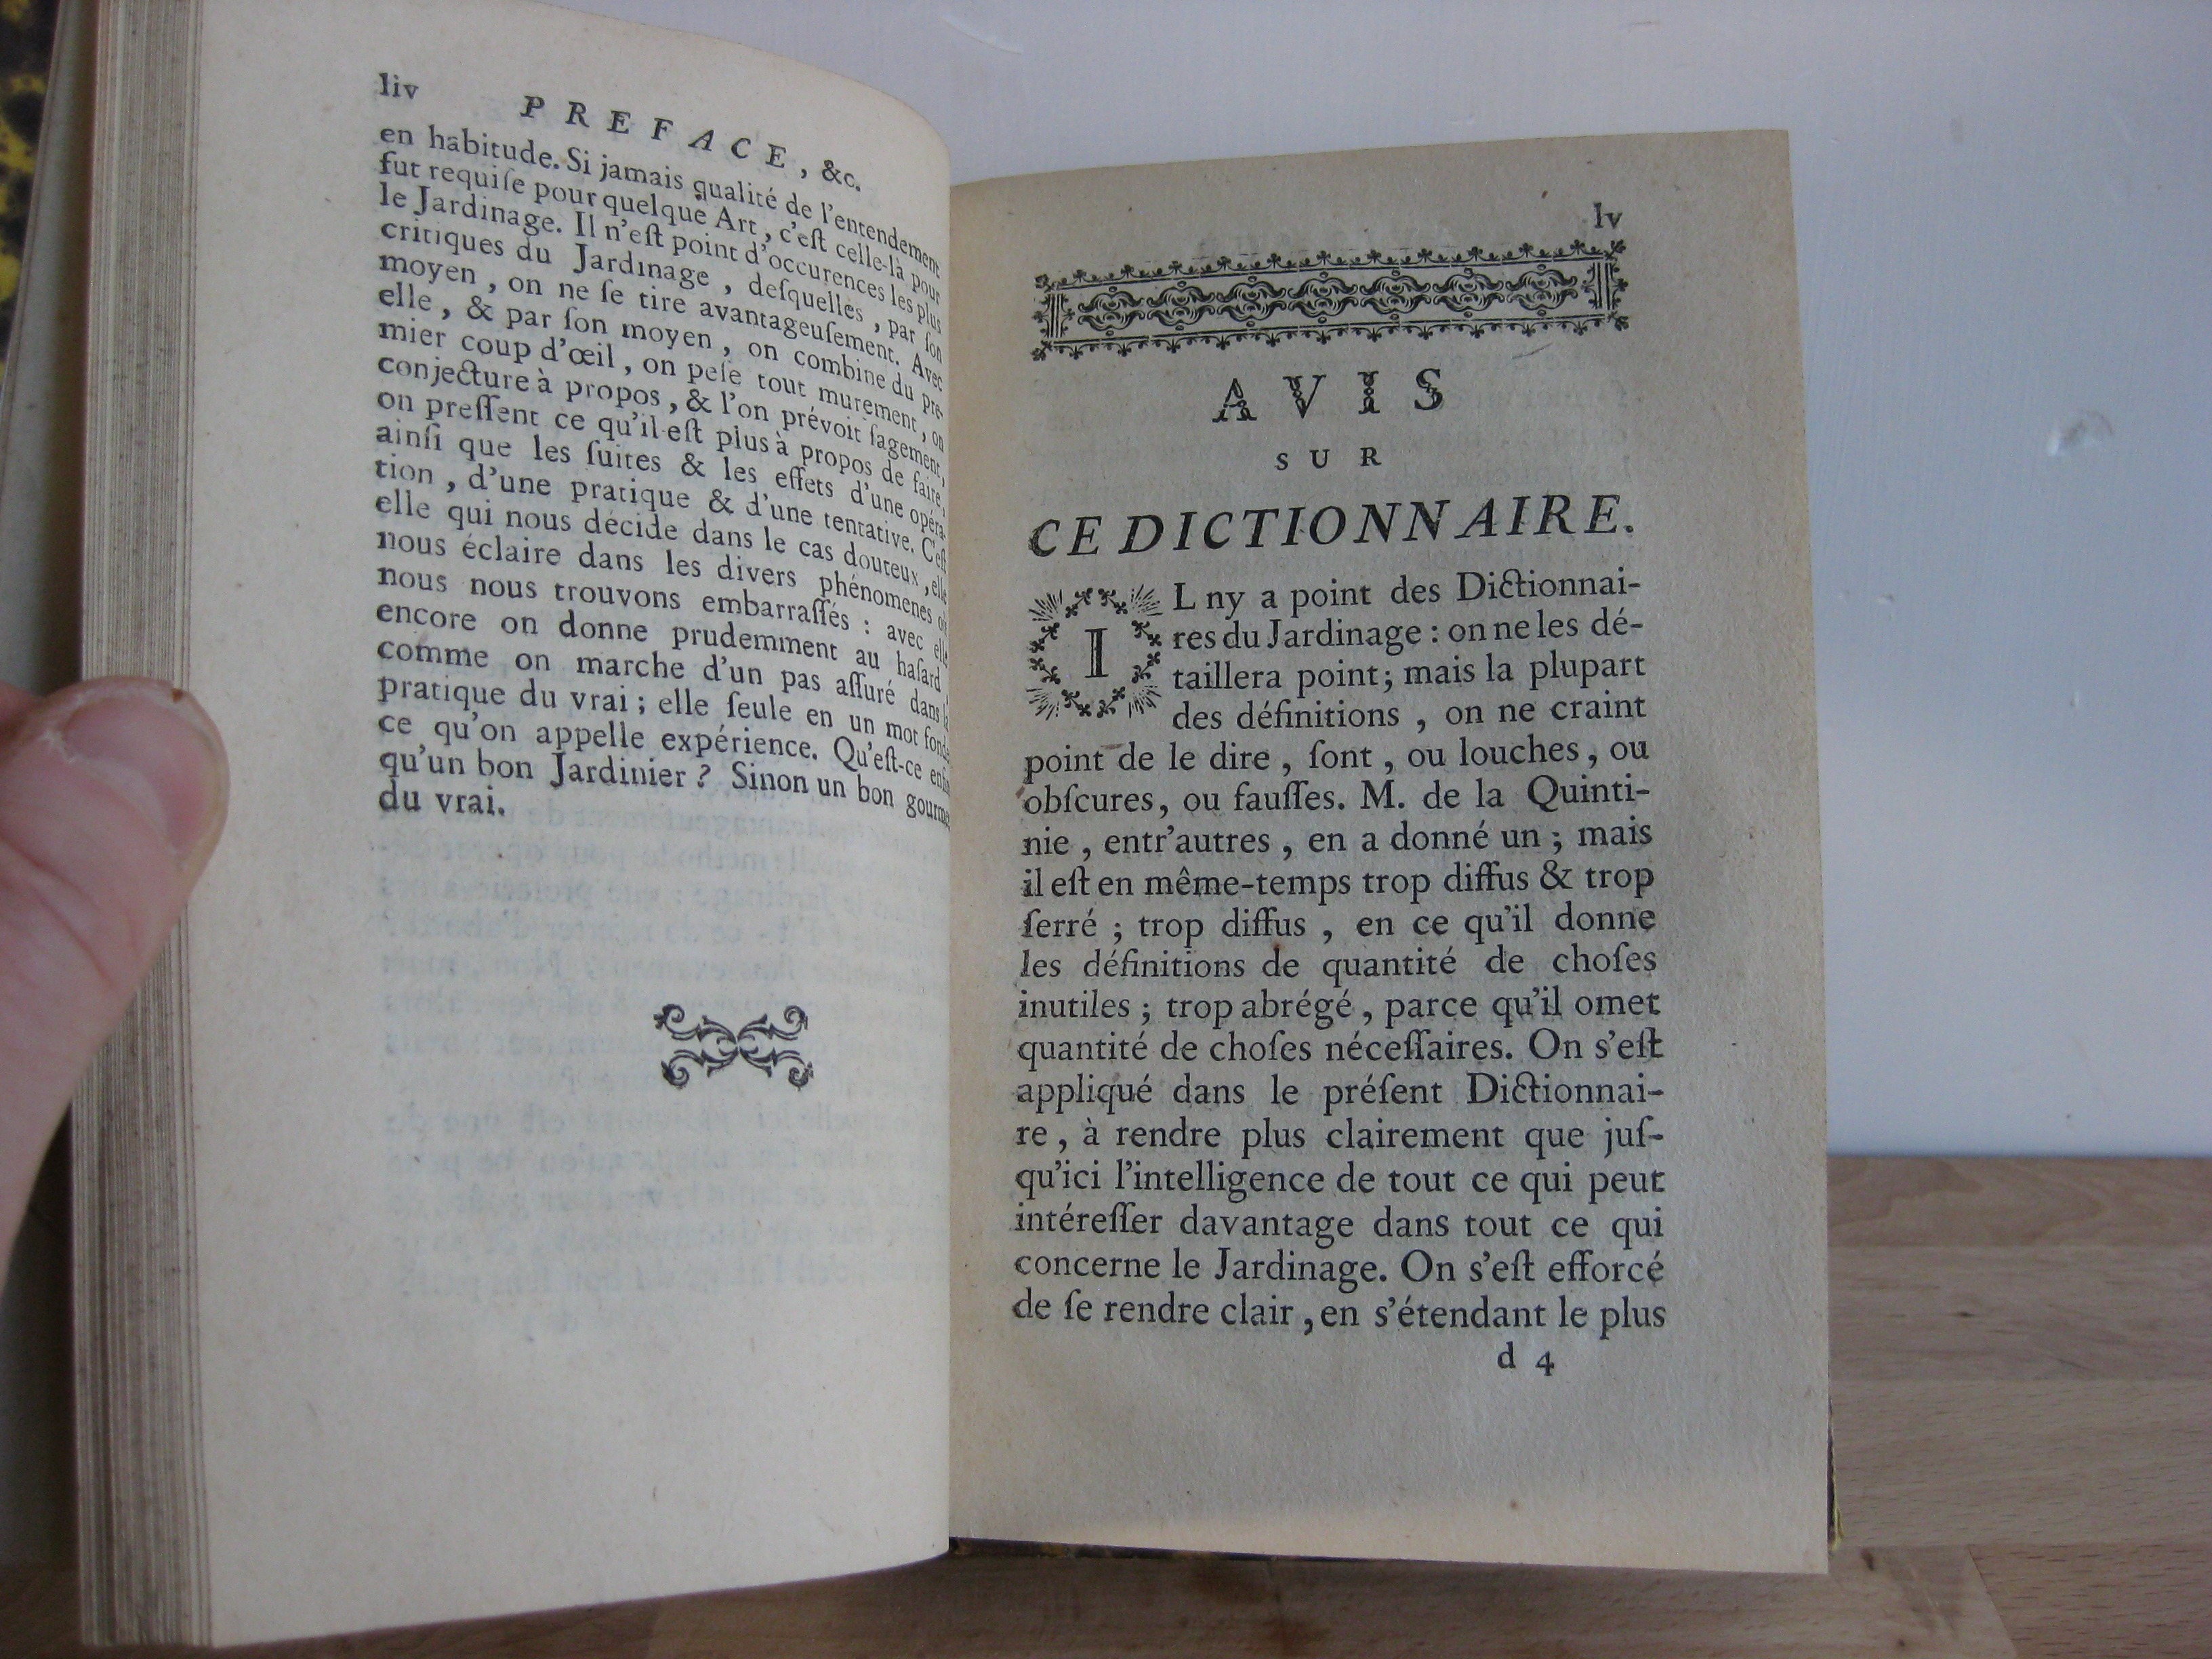 liv
PREFACE, &c.
en habitude. Si jamais qualité de l'entendement
fut requiſe pour quelque Art, c'eſt celle-là pour
le Jardinage. Il n'eſt point d'occurences les plus
critiques du Jardinage, deſquelles, par ſon
moyen, on ne ſe tire avantageuſement. Avec
elle, & par ſon moyen, on combine du pre-
mier coup d'œil, on peſe tout murement, on
conjecture à propos, & l'on prévoit ſagement,
on preſſent ce qu'il eſt plus à propos de faire,
ainſi que les ſuites & les effets d'une opéra-
tion, d'une pratique & d'une tentative. C'eſt
elle qui nous décide dans le cas douteux, elle
nous éclaire dans les divers phénomenes où
nous nous trouvons embarraſſés : avec elle
encore on donne prudemment au haſard
comme on marche d'un pas aſſuré dans la
pratique du vrai ; elle ſeule en un mot fonde
ce qu'on appelle expérience. Qu'eſt-ce enfin
qu'un bon Jardinier ? Sinon un bon gourmet
du vrai.
lv
AVIS
SUR
CE DICTIONNAIRE.
IL ny a point des Dictionnai-
res du Jardinage : on ne les dé-
taillera point ; mais la plupart
des définitions, on ne craint
point de le dire, ſont, ou louches, ou
obſcures, ou fauſſes. M. de la Quinti-
nie, entr'autres, en a donné un ; mais
il eſt en même-temps trop diffus & trop
ſerré ; trop diffus, en ce qu'il donne
les définitions de quantité de choſes
inutiles ; trop abrégé, parce qu'il omet
quantité de choſes néceſſaires. On s'eſt
appliqué dans le préſent Dictionnai-
re, à rendre plus clairement que juſ-
qu'ici l'intelligence de tout ce qui peut
intéreſſer davantage dans tout ce qui
concerne le Jardinage. On s'eſt efforcé
de ſe rendre clair, en s'étendant le plus
d 4